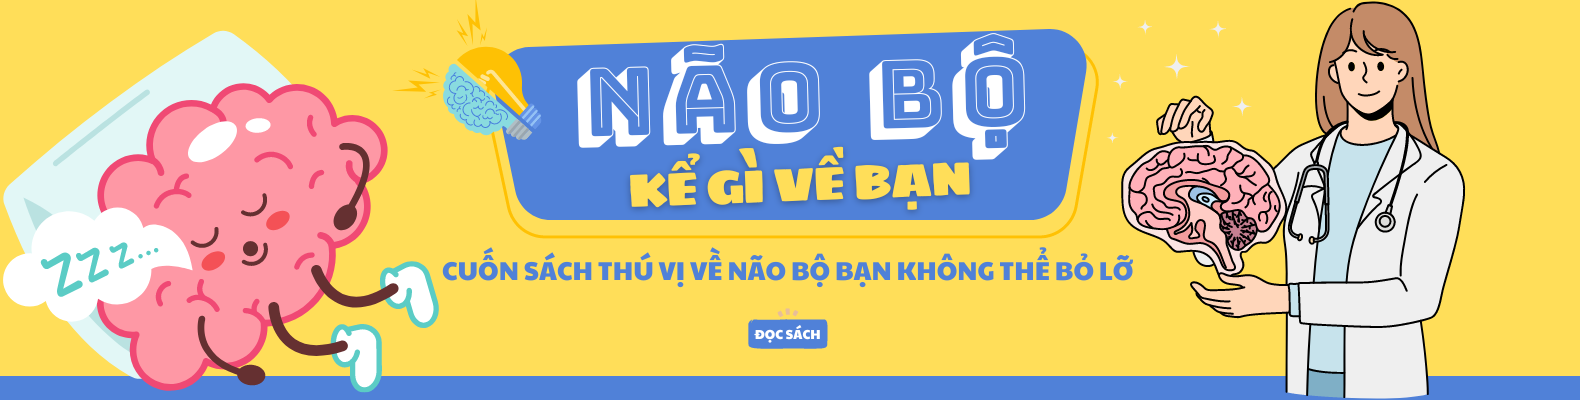 NÃO BỘ
KỂ GÌ VỀ BẠN
CUỐN SÁCH THÚ VỊ VỀ NÃO BỘ BẠN KHÔNG THỂ BỎ LỠ
ZZZ...
ĐỌC SÁCH